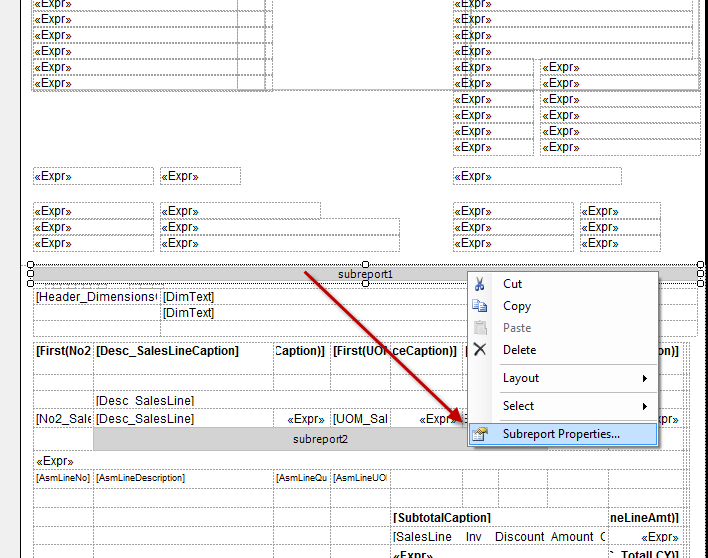 «Expr» «Expr»
«Expr» «Expr»
«Expr» «Expr»
«Expr» «Expr»
«Expr» «Expr» «Expr»
«Expr» «Expr» «Expr»
«Expr» «Expr»
«Expr» «Expr»
«Expr» «Expr»
«Expr» «Expr»
«Expr» «Expr» «Expr»
«Expr» «Expr» «Expr» «Expr»
«Expr» «Expr» «Expr» «Expr»
«Expr» «Expr» «Expr» «Expr»
subreport1
Cut
Copy
Paste
Delete
Layout
Select
Subreport Properties...
[Header_Dimensions [DimText]
[DimText]
[First(No2 [Desc_SalesLineCaption] Caption)] [First(UO ceCaption)] on)]
[Desc_SalesLine]
[No2_Sale [Desc_SalesLine] «Expr» [UOM_Sal «Expr» pr»
subreport2
«Expr»
[AsmLineNo] [AsmLineDescription] [AsmLineQu [AsmLineUO
[SubtotalCaption] neLineAmt)]
[SalesLine Inv Discount Amount «Expr»
«Expr» TotalLCY)]